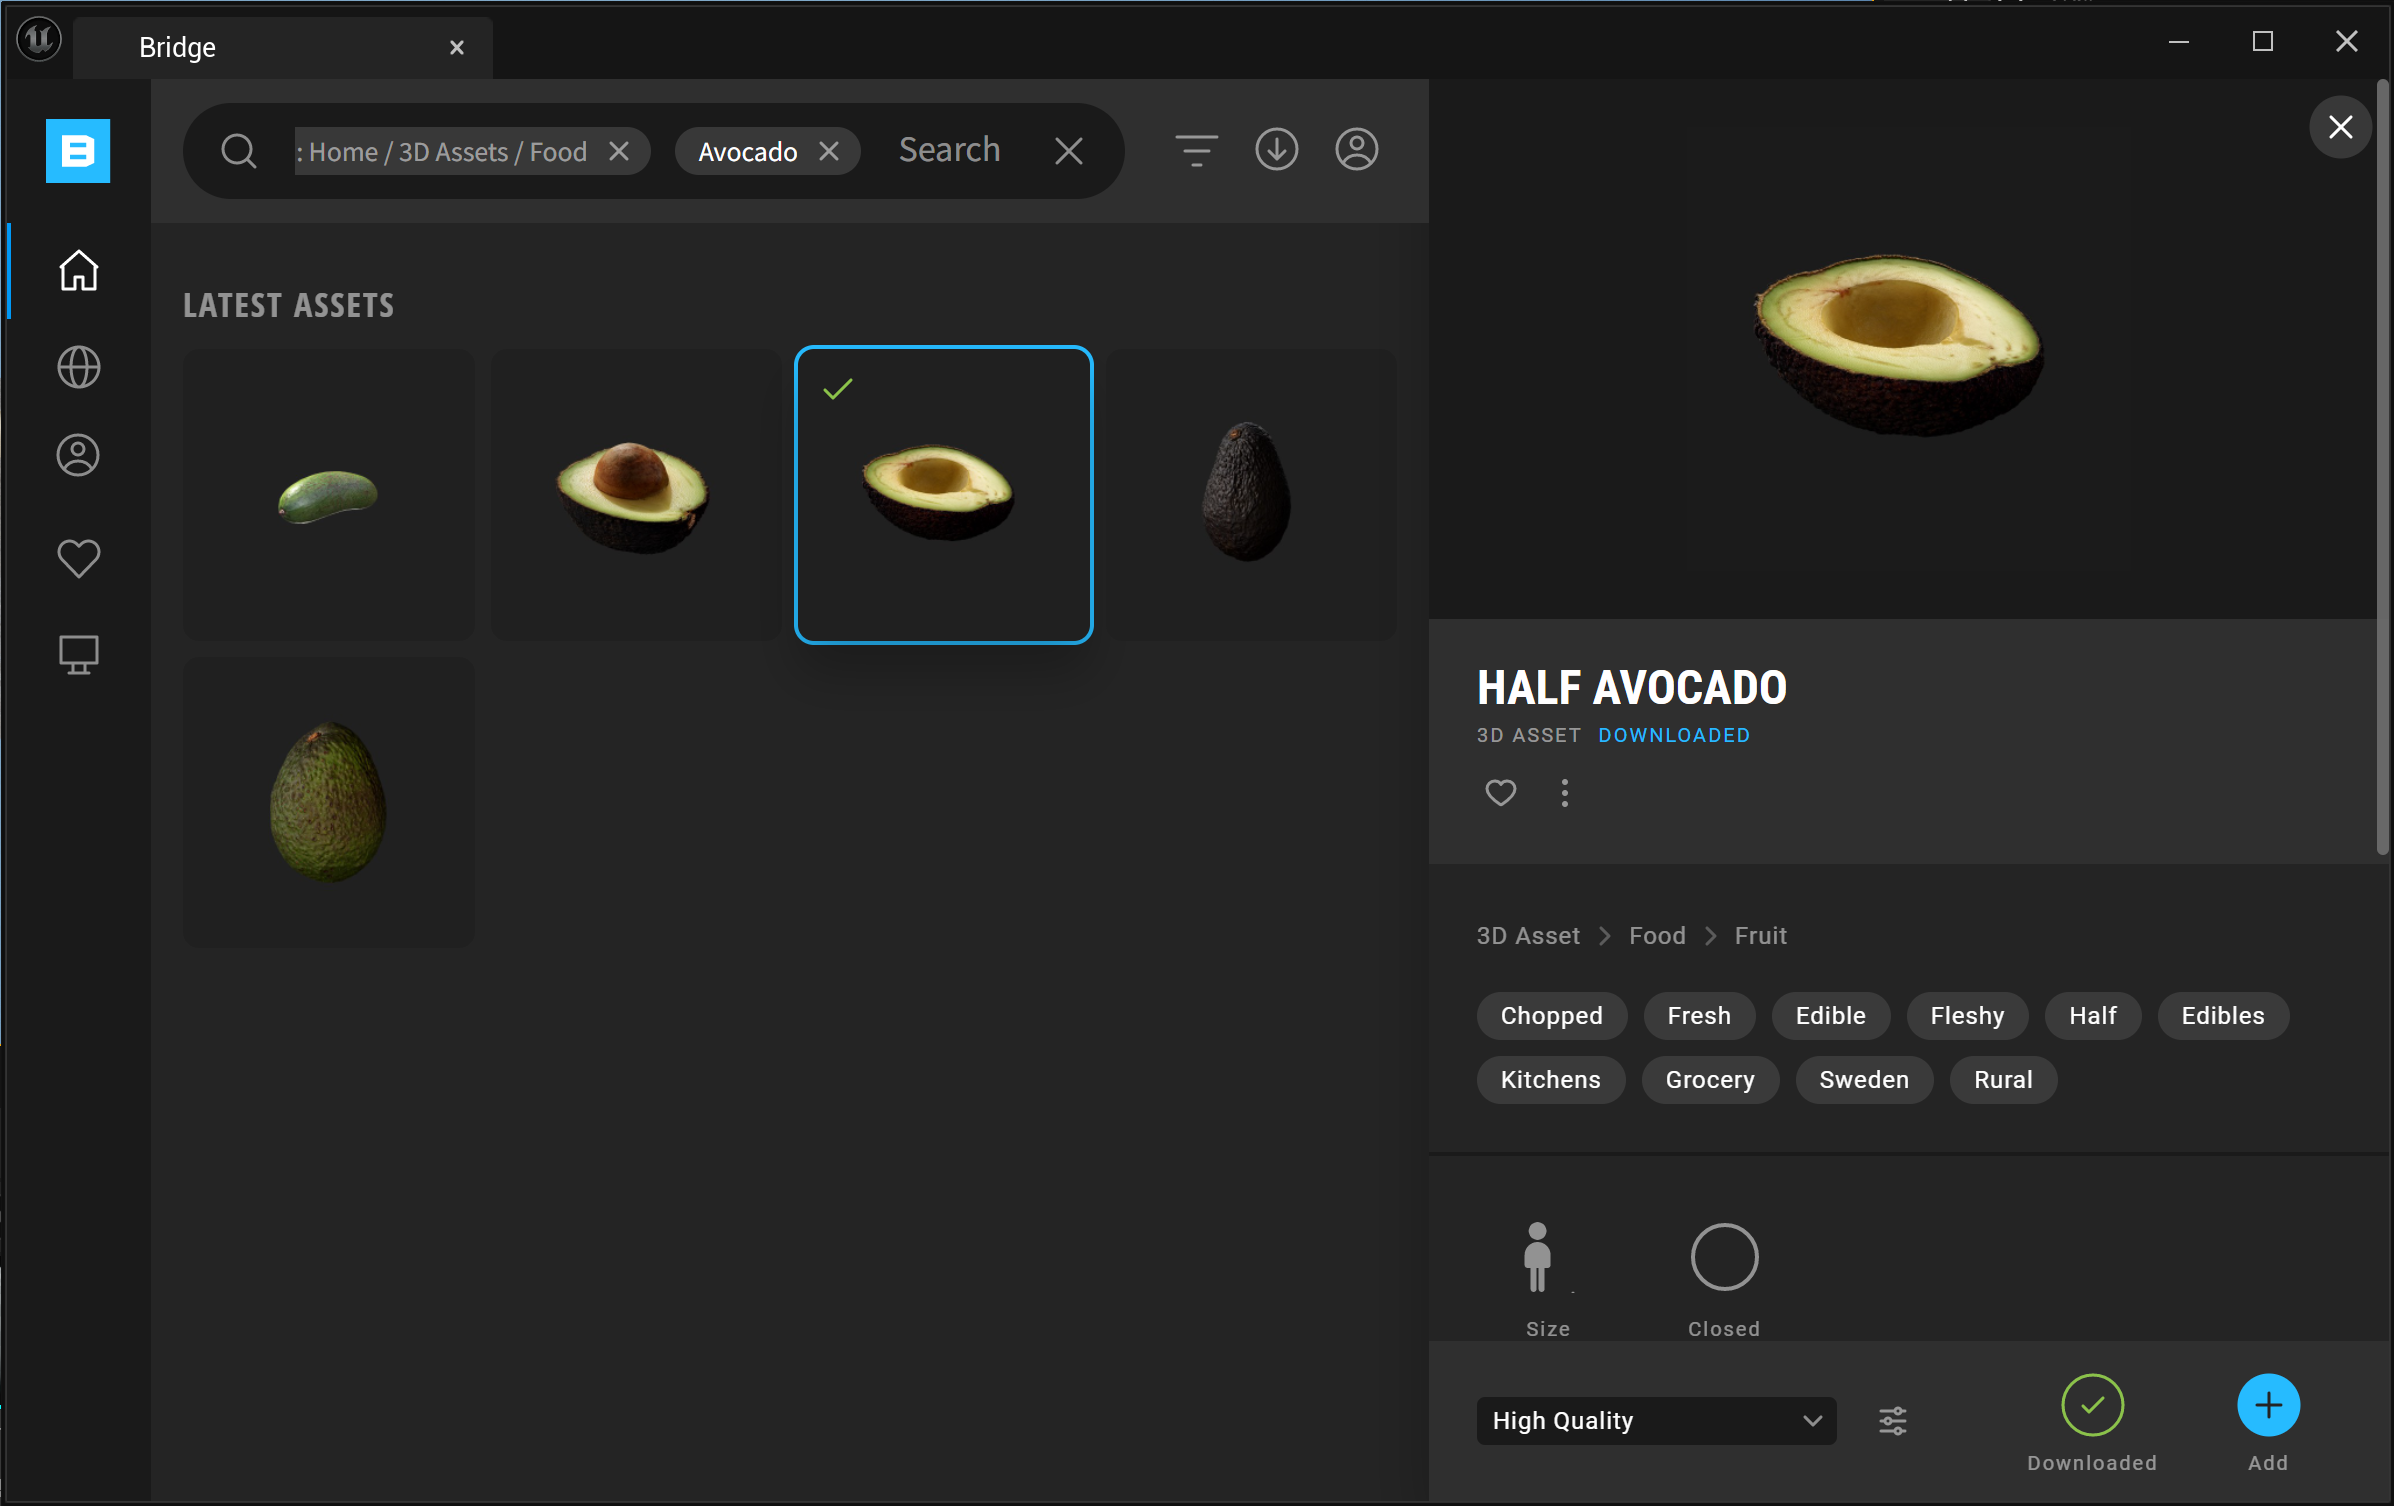 Bridge
: Home / 3D Assets / Food
Avocado
Search
LATEST ASSETS
HALF AVOCADO
3D ASSET DOWNLOADED
3D Asset Food Fruit
Chopped Fresh Edible Fleshy Half Edibles
Kitchens Grocery Sweden Rural
Size Closed
High Quality
Downloaded Add